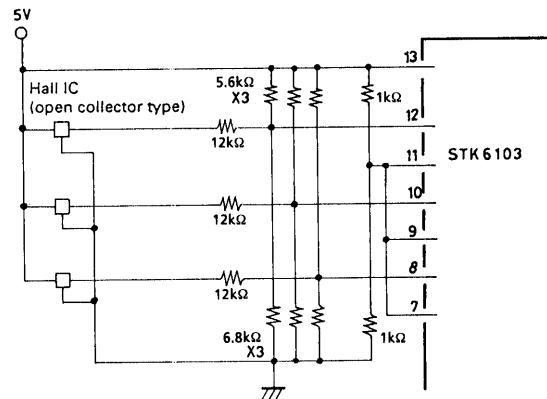 5V
13
Hall IC
(open collector type)
5.6kΩ
X3
1kΩ
12
12kΩ
11
STK6103
10
12kΩ
9
8
12kΩ
7
6.8kΩ
X3
1kΩ